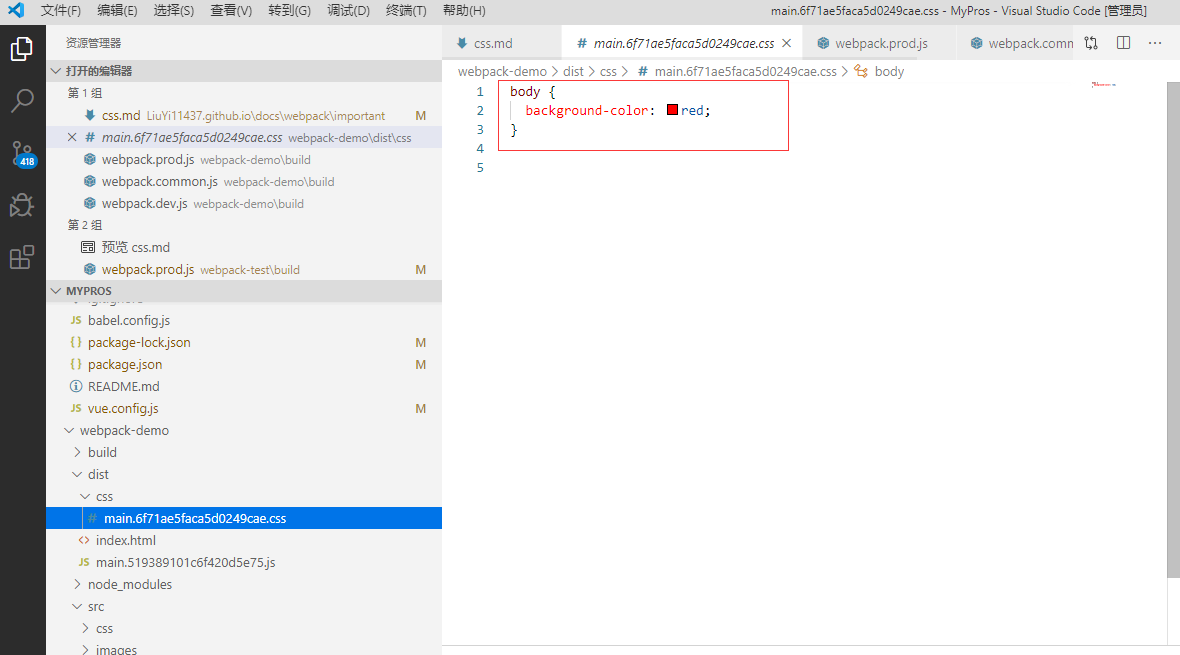 文件(F) 编辑(E) 选择(S) 查看(V) 转到(G) 调试(D) 终端(T) 帮助(H) main.6f71ae5faca5d0249cae.css - MyPros - Visual Studio Code [管理员]
资源管理器
打开的编辑器
第 1 组
css.md LiuYi11437.github.io\docs\webpack\important M
main.6f71ae5faca5d0249cae.css webpack-demo\dist\css
webpack.prod.js webpack-demo\build
webpack.common.js webpack-demo\build
webpack.dev.js webpack-demo\build
第 2 组
预览 css.md
webpack.prod.js webpack-test\build M
MYPROS
babel.config.js
package-lock.json M
package.json M
README.md
vue.config.js M
webpack-demo
build
dist
css
main.6f71ae5faca5d0249cae.css
index.html
main.519389101c6f420d5e75.js
node_modules
src
css
images
418
css.md # main.6f71ae5faca5d0249cae.css webpack.prod.js webpack.comm
webpack-demo > dist > css > # main.6f71ae5faca5d0249cae.css > body
1 body {
2 background-color: red;
3 }
4
5